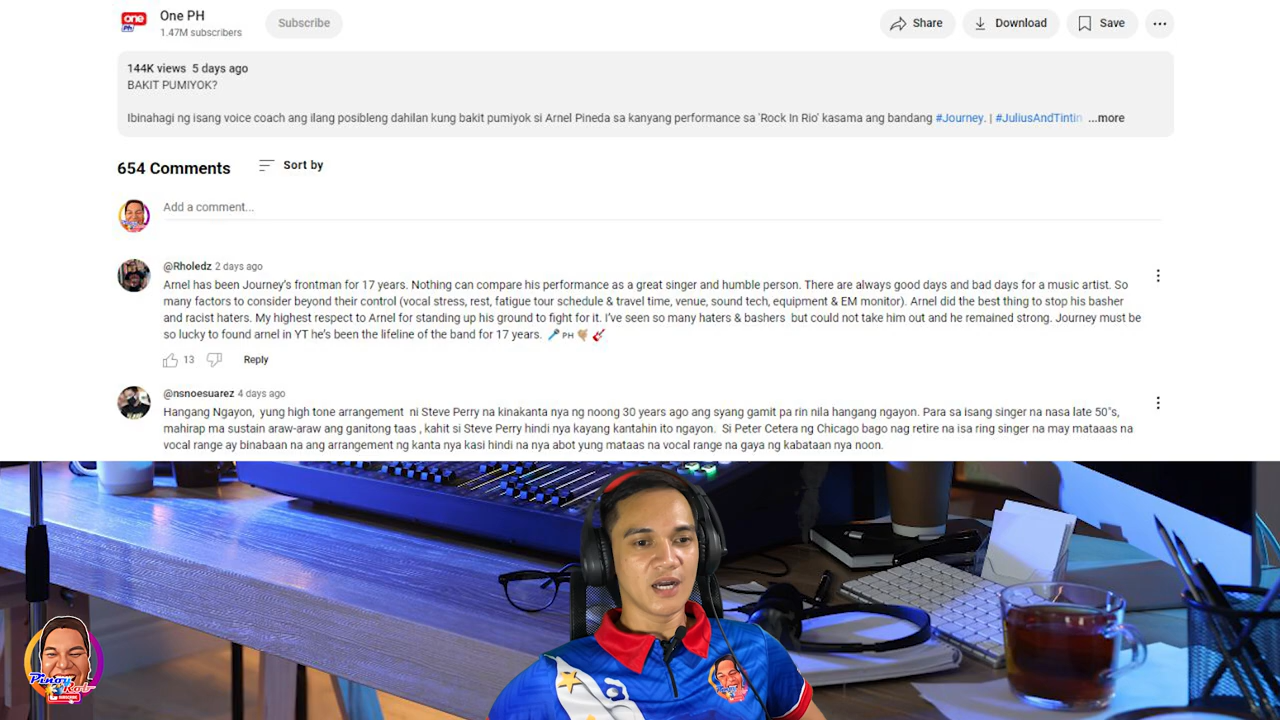 one
PH
One PH
1.47M subscribers
Subscribe
Share
Download
Save
144K views 5 days ago
BAKIT PUMIYOK?
Ibinahagi ng isang voice coach ang ilang posibleng dahilan kung bakit pumiyok si Arnel Pineda sa kanyang performance sa 'Rock In Rio' kasama ang bandang #Journey. | #JuliusAndTintin ...more
654 Comments
Sort by
Add a comment...
@Rholedz 2 days ago
Arnel has been Journey's frontman for 17 years. Nothing can compare his performance as a great singer and humble person. There are always good days and bad days for a music artist. So
many factors to consider beyond their control (vocal stress, rest, fatigue tour schedule & travel time, venue, sound tech, equipment & EM monitor). Arnel did the best thing to stop his basher
and racist haters. My highest respect to Arnel for standing up his ground to fight for it. I've seen so many haters & bashers but could not take him out and he remained strong. Journey must be
so lucky to found arnel in YT he's been the lifeline of the band for 17 years. 🎤 PH 🤘🏼 🎸
13
Reply
@nsnoesuarez 4 days ago
Hangang Ngayon, yung high tone arrangement ni Steve Perry na kinakanta nya ng noong 30 years ago ang syang gamit pa rin nila hangang ngayon. Para sa isang singer na nasa late 50"s,
mahirap ma sustain araw-araw ang ganitong taas , kahit si Steve Perry hindi nya kayang kantahin ito ngayon. Si Peter Cetera ng Chicago bago nag retire na isa ring singer na may mataaas na
vocal range ay binabaan na ang arrangement ng kanta nya kasi hindi na nya abot yung mataas na vocal range na gaya ng kabataan nya noon.
Pinoy
Rob